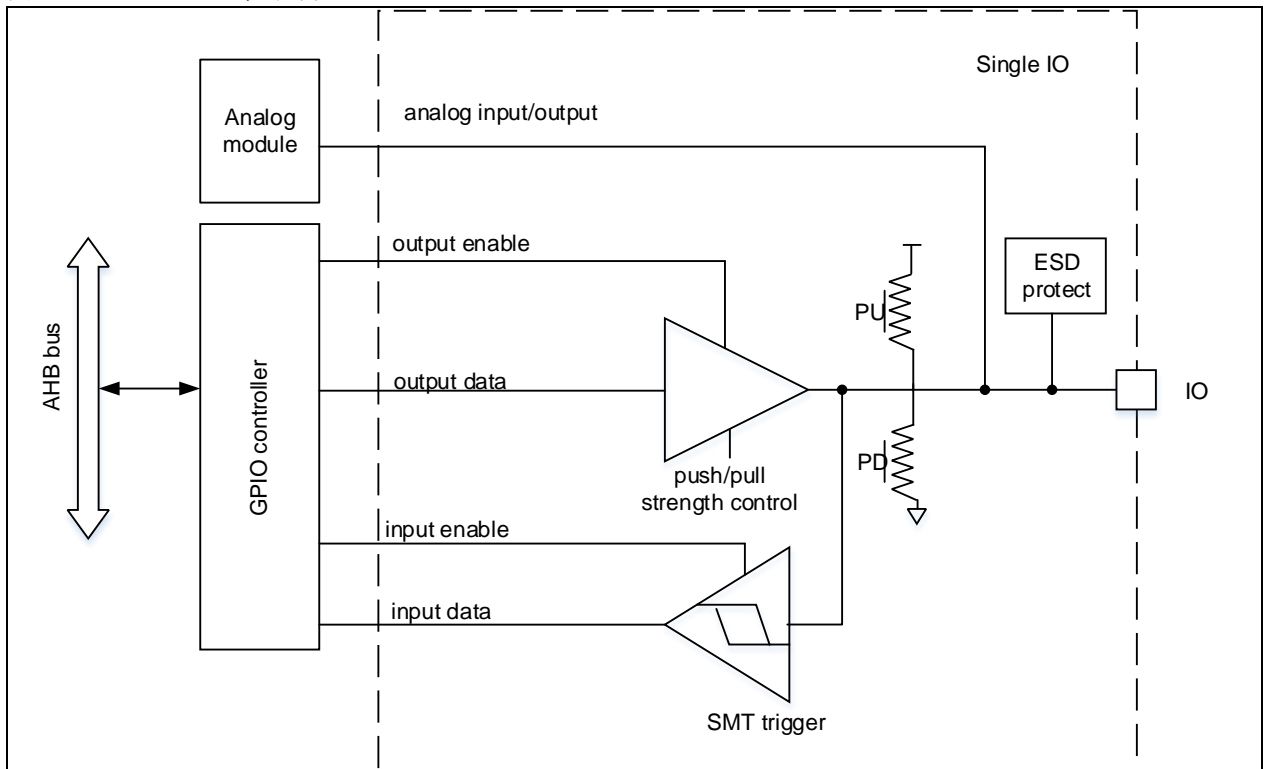 Single IO
Analog
module
analog input/output
output enable
ESD
protect
PU
AHB bus
GPIO controller
output data
IO
PD
push/pull
strength control
input enable
input data
SMT trigger